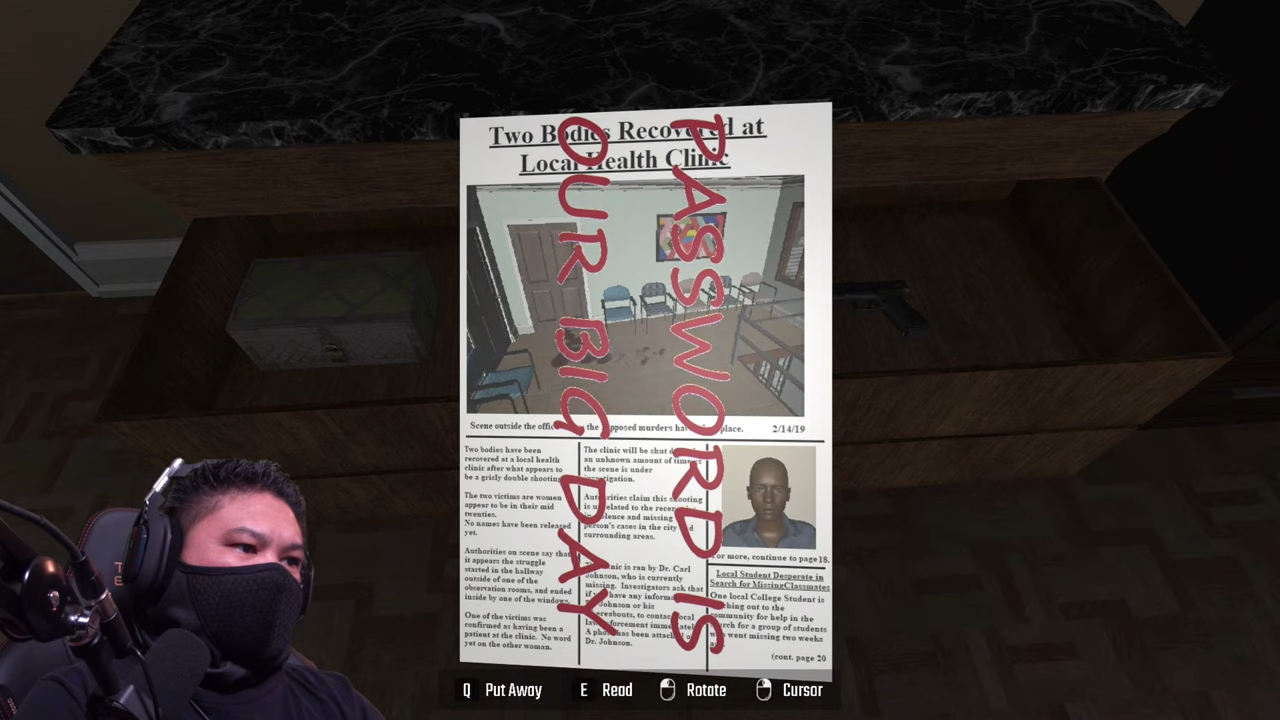 Two Bodies Recovered at
Local Health Clinic
PASSWORD IS
OUR BIG DAY
Scene outside the the supposed murders place. 2/14/19
Two bodies have been
recovered at a local health
clinic after what appears to
be a grisly double shooting
The two victims are women
appear to be in their mid
twenties.
No names have been released
yet.
Authorities on scene say that
it appears the struggle
started in the hallway
outside of one of the
observation rooms, and ended
inside by one of the windows.
One of the victims was
confirmed as having been a
patient at the clinic. No word
yet on the other woman.
The clinic will be shut
an unknown amount of time as
the scene is under
investigation.
Authorities claim this shooting
is unrelated to the recent
violence and missing
person's cases in the city and
surrounding areas.
clinic is ran by Dr. Carl
Johnson, who is currently
missing. Investigators ask that
if you have any
Johnson or his
whereabouts, to contact local
law enforcement immediately
A photo has been attached
Dr. Johnson.
For more, continue to page 18.
Local Student Desperate in
Search for MissingClassmates
One local College Student is
reaching out to the
community for help in the
search for a group of students
who went missing two weeks
(cont. page 20
Q Put Away E Read Rotate Cursor